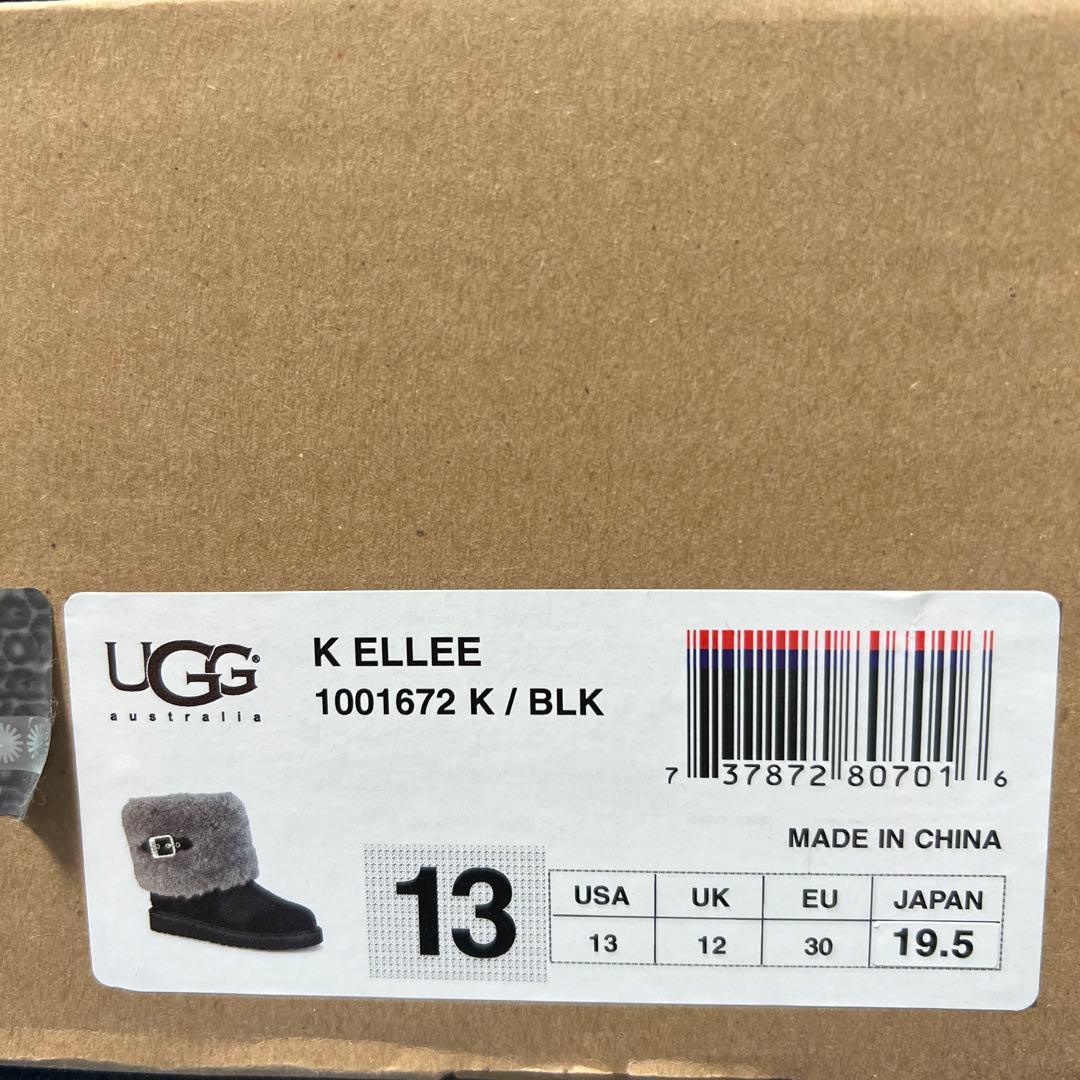 UGG®
australia
K ELLEE
1001672 K / BLK
7 37872 80701 6
MADE IN CHINA
13
USA UK EU JAPAN
13 12 30 19.5